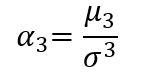 α₃ = μ₃ / σ³